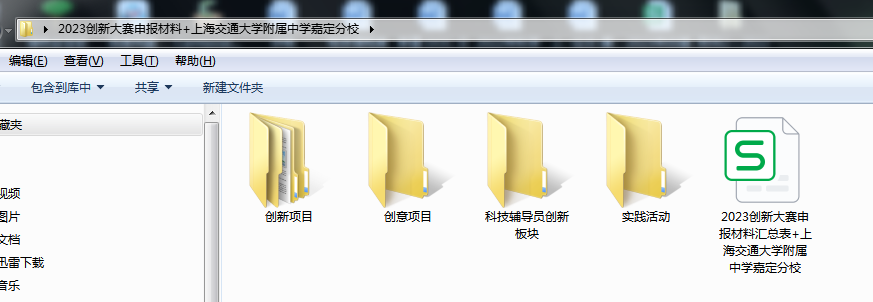 2023创新大赛申报材料+上海交通大学附属中学嘉定分校
编辑(E) 查看(V) 工具(T) 帮助(H)
包含到库中 共享 新建文件夹
藏夹
视频
图片
文档
迅雷下载
音乐
创新项目
创意项目
科技辅导员创新
板块
实践活动
2023创新大赛申
报材料汇总表+上
海交通大学附属
中学嘉定分校